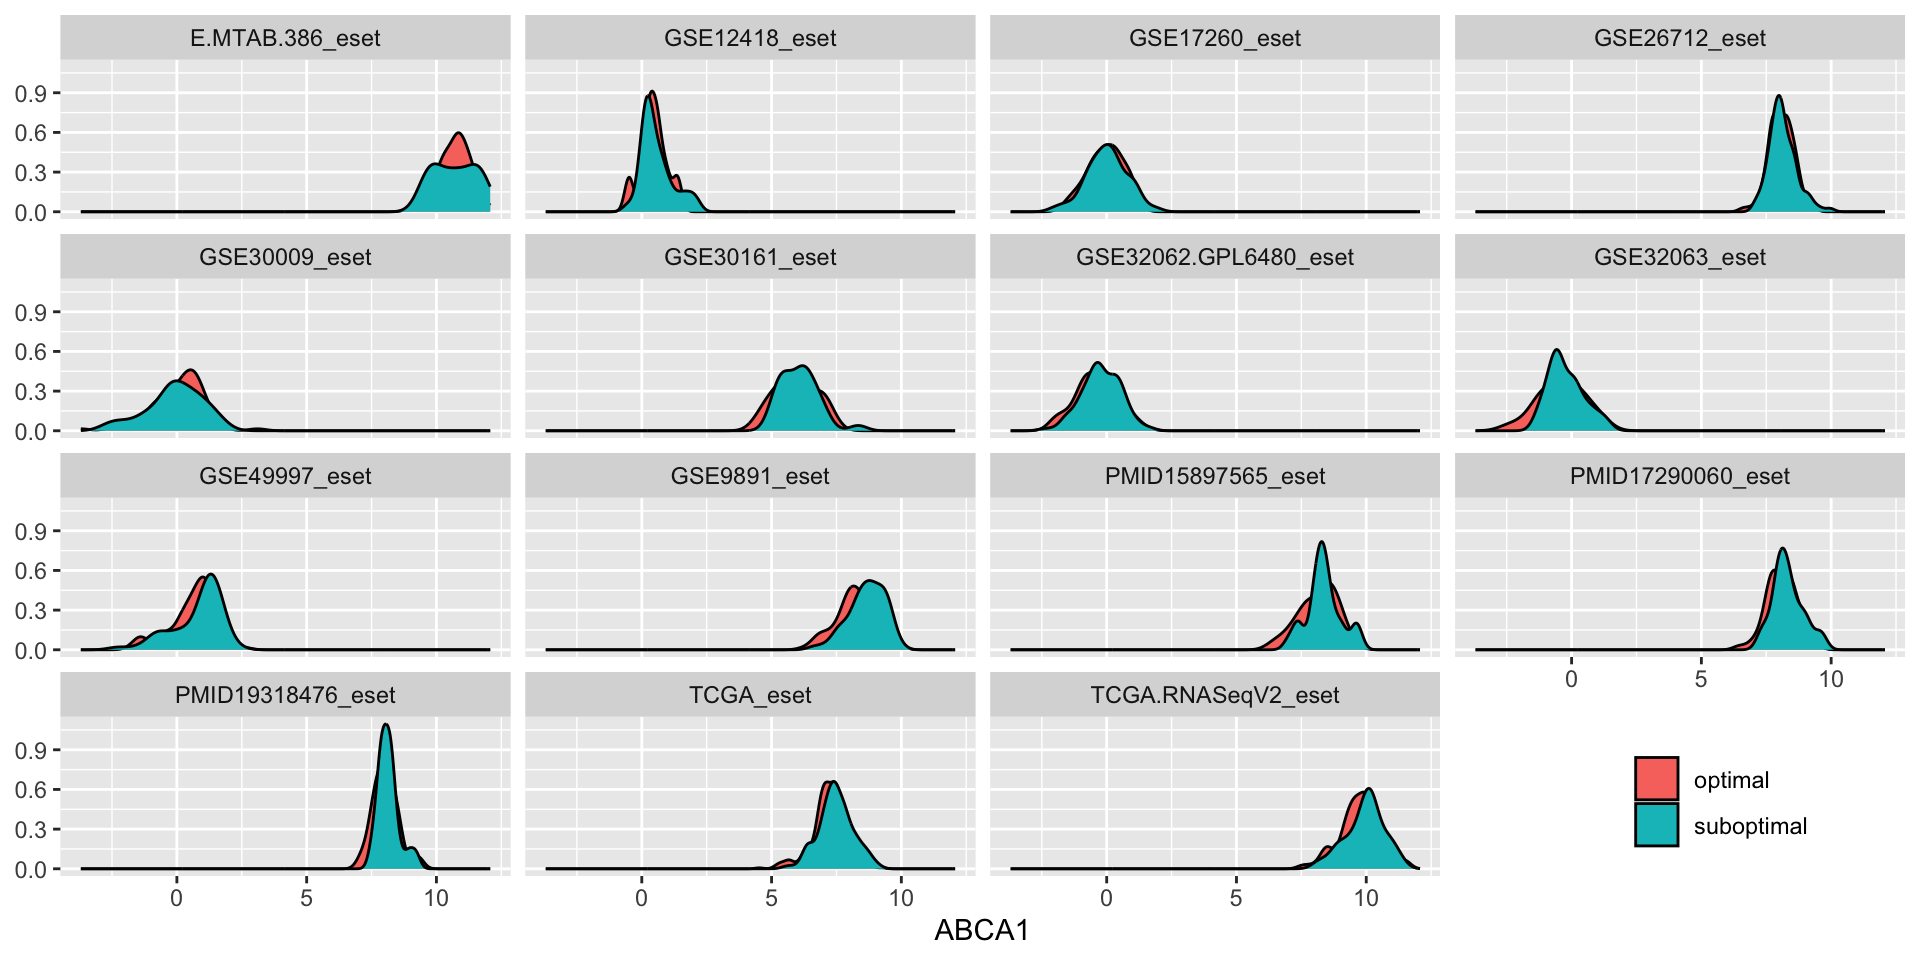 E.MTAB.386_eset GSE12418_eset GSE17260_eset GSE26712_eset
0.9
0.6
0.3
0.0
GSE30009_eset GSE30161_eset GSE32062.GPL6480_eset GSE32063_eset
0.9
0.6
0.3
0.0
GSE49997_eset GSE9891_eset PMID15897565_eset PMID17290060_eset
0.9
0.6
0.3
0.0
0 5 10
PMID19318476_eset TCGA_eset TCGA.RNASeqV2_eset
0.9
0.6
0.3
0.0
0 5 10 0 5 10 0 5 10
ABCA1
optimal
suboptimal